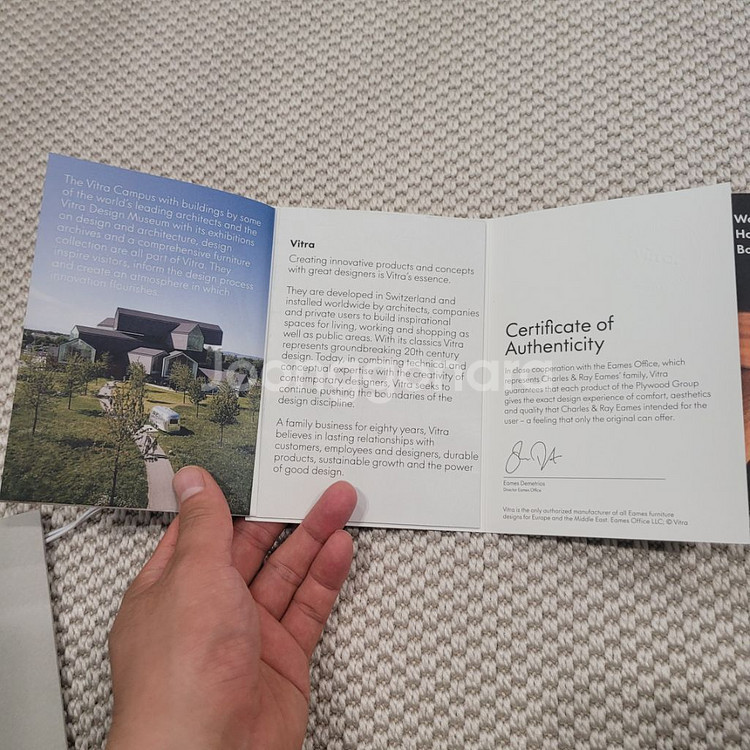 The Vitra Campus with buildings by some
of the world's leading architects and the
Vitra Design Museum with its exhibitions
on design and architecture, design
archives and a comprehensive furniture
collection are all part of Vitra. They
inspire visitors, inform the design process
and create an atmosphere in which
innovation flourishes.
Vitra
Creating innovative products and concepts
with great designers is Vitra's essence.
They are developed in Switzerland and
installed worldwide by architects, companies
and private users to build inspirational
spaces for living, working and shopping as
well as public areas. With its classics Vitra
represents groundbreaking 20th century
design. Today, in combining technical and
conceptual expertise with the creativity of
contemporary designers, Vitra seeks to
continue pushing the boundaries of the
design discipline.
A family business for eighty years, Vitra
believes in lasting relationships with
customers, employees and designers, durable
products, sustainable growth and the power
of good design.
Certificate of
Authenticity
In close cooperation with the Eames Office, which
represents Charles & Ray Eames' family, Vitra
guarantees that each product of the Plywood Group
gives the exact design experience of comfort, aesthetics
and quality that Charles & Ray Eames intended for the
user – a feeling that only the original can offer.
Eames Demetrios
Director Eames Office
Vitra is the only authorized manufacturer of all Eames furniture
designs for Europe and the Middle East. Eames Office LLC, © Vitra